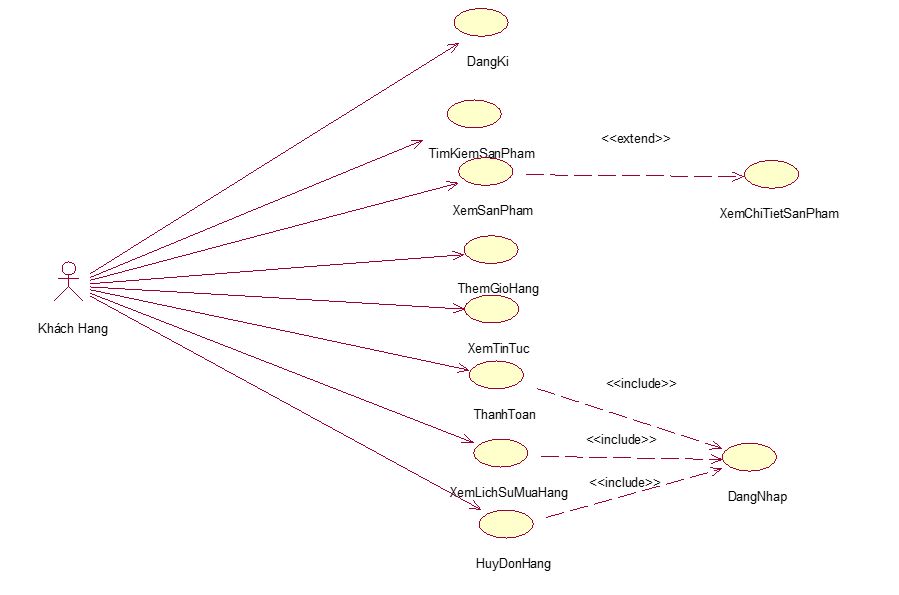 DangKi
TimKiemSanPham
<<extend>>
XemSanPham
XemChiTietSanPham
ThemGioHang
Khách Hang
XemTinTuc
<<include>>
ThanhToan
<<include>>
XemLichSuMuaHang
<<include>>
DangNhap
HuyDonHang